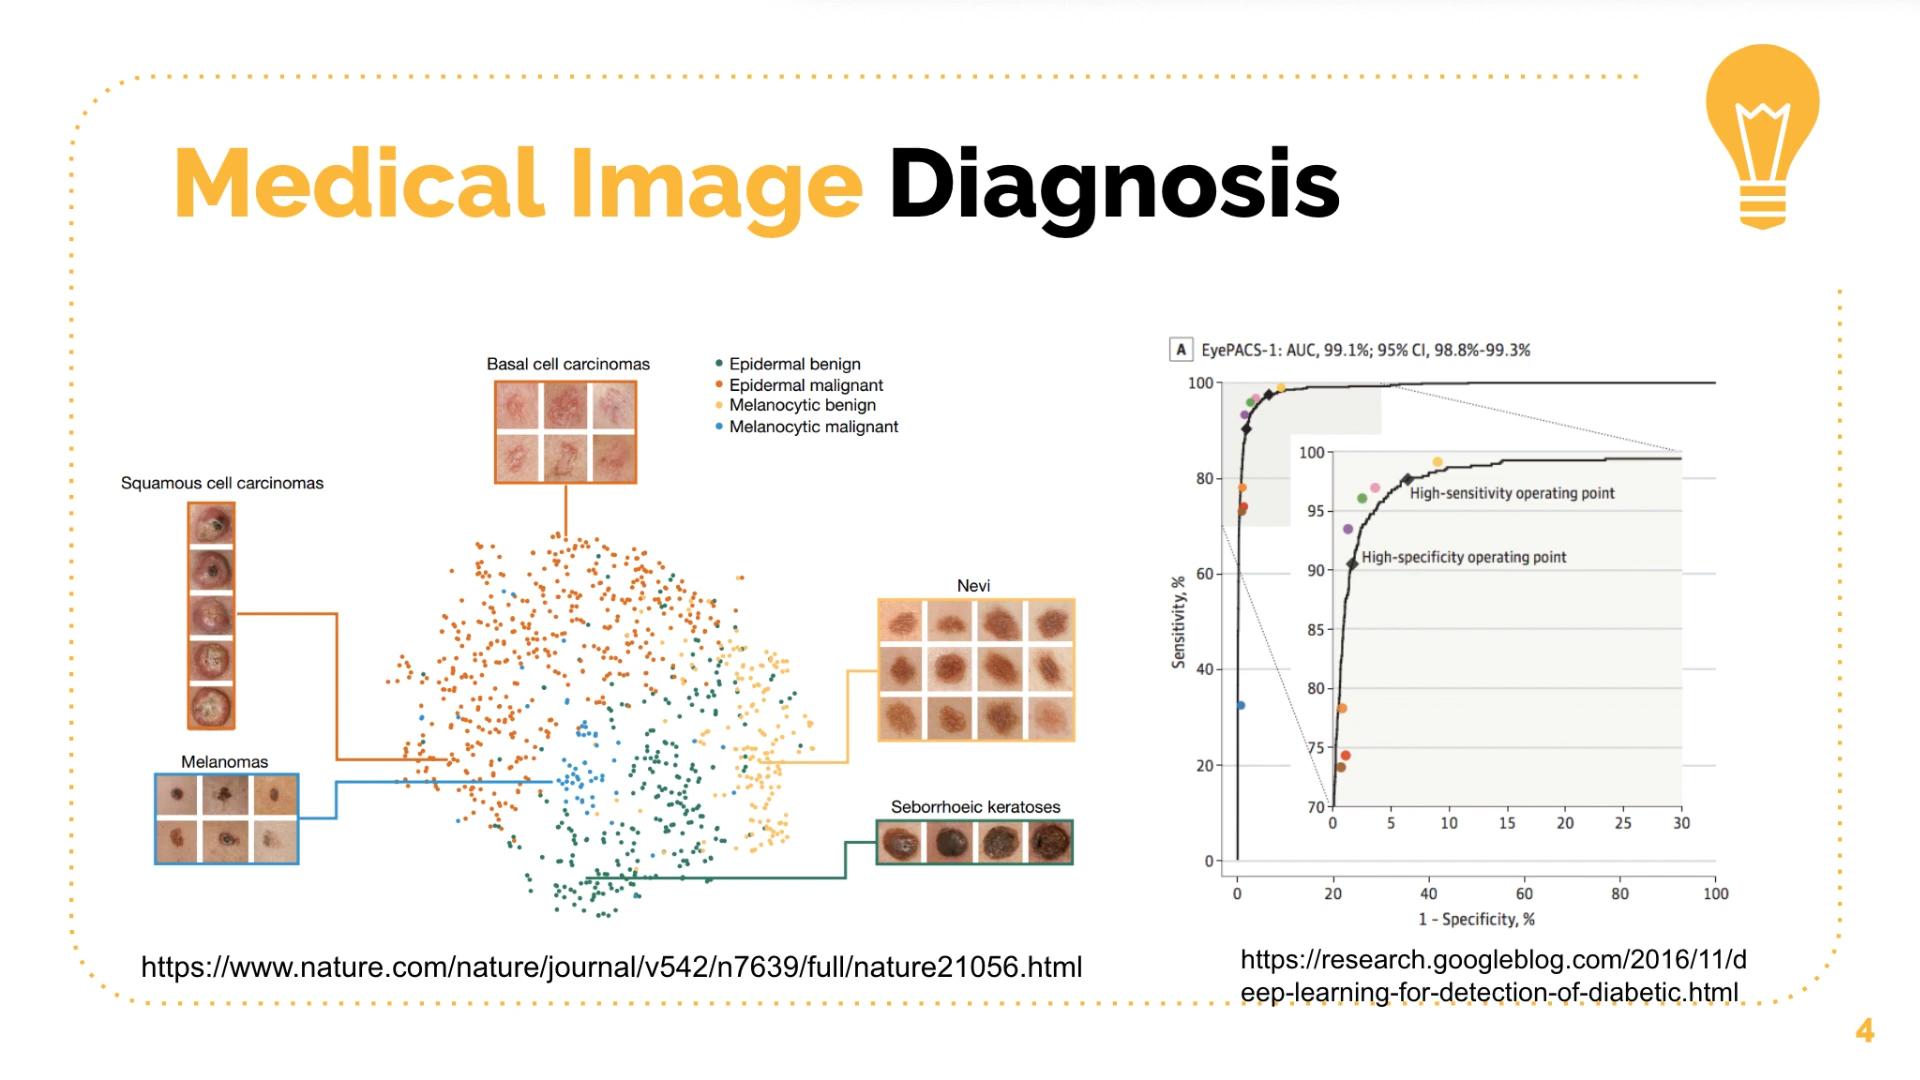 Medical Image Diagnosis
Basal cell carcinomas
Epidermal benign
Epidermal malignant
Melanocytic benign
Melanocytic malignant
Squamous cell carcinomas
Nevi
Melanomas
Seborrhoeic keratoses
https://www.nature.com/nature/journal/v542/n7639/full/nature21056.html
A EyePACS-1: AUC, 99.1%; 95% CI, 98.8%-99.3%
100
80
60
40
20
0
Sensitivity, %
0 20 40 60 80 100
1 - Specificity, %
100
95
90
85
80
75
70
0 5 10 15 20 25 30
High-sensitivity operating point
High-specificity operating point
https://research.googleblog.com/2016/11/d
eep-learning-for-detection-of-diabetic.html
4